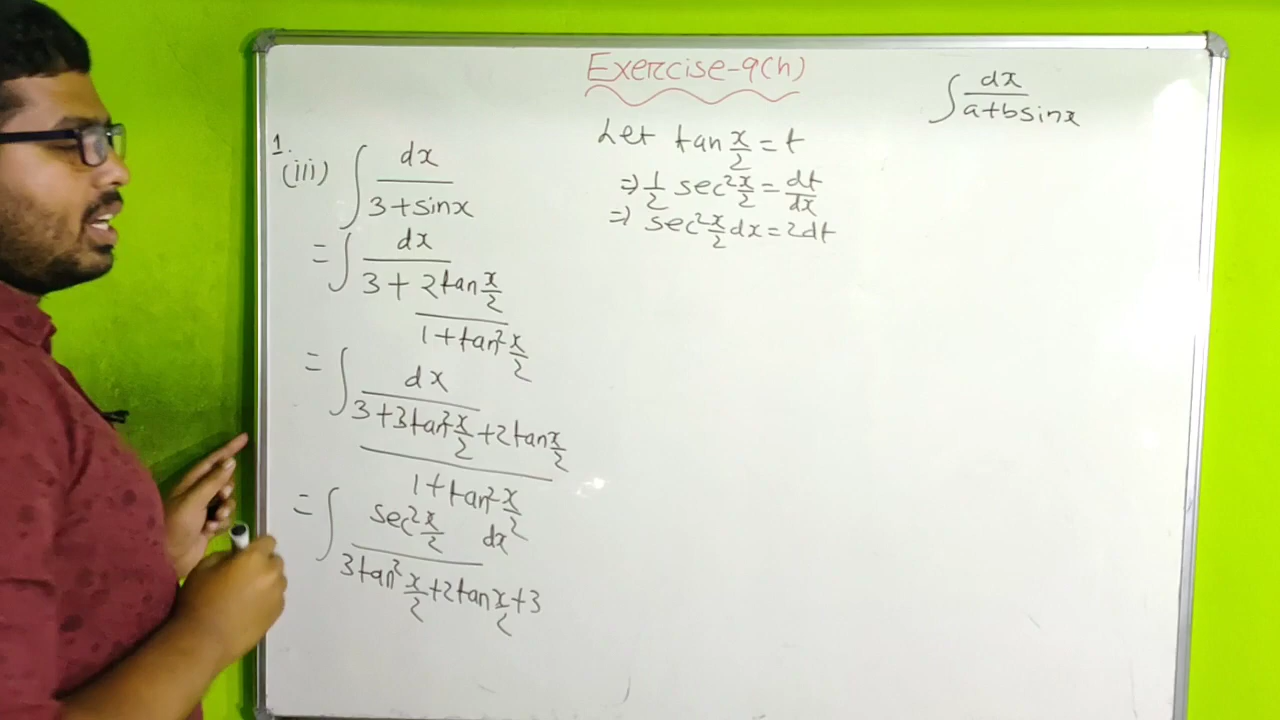 Exercise-9(h)
∫ dx / (a+bsinx)
1.
(iii) ∫ dx / (3+sinx)
= ∫ dx / (3 + 2tan x/2 / (1+tan² x/2))
= ∫ dx / ((3+3tan² x/2 +2tan x/2) / (1+tan² x/2))
= ∫ sec² x/2 dx / (3tan² x/2 +2tan x/2 +3)
Let tan x/2 = t
⇒ 1/2 sec² x/2 = dt/dx
⇒ sec² x/2 dx = 2dt